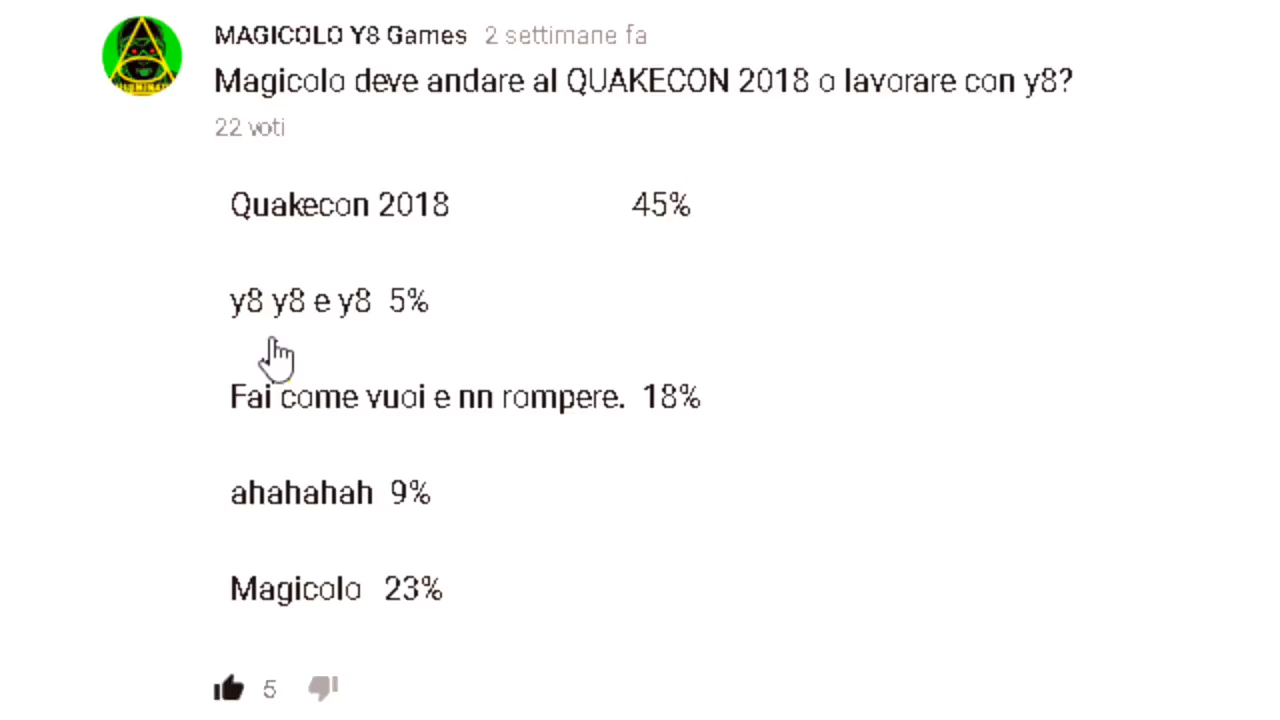 MAGICOLO Y8 Games 2 settimane fa
Magicolo deve andare al QUAKECON 2018 o lavorare con y8?
22 voti
Quakecon 2018 45%
y8 y8 e y8 5%
Fai come vuoi e nn rompere. 18%
ahahahah 9%
Magicolo 23%
5